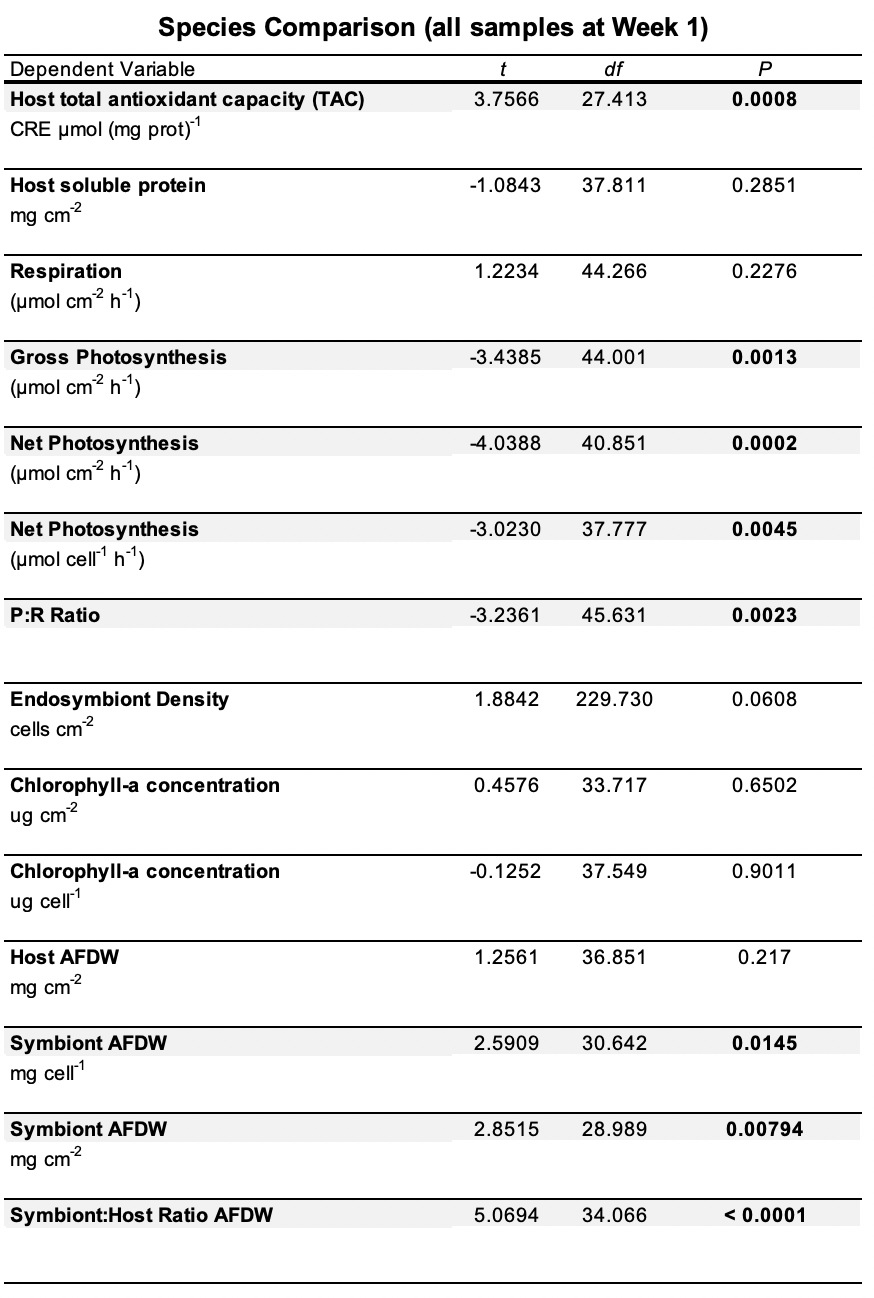 Species Comparison (all samples at Week 1)
Dependent Variable t df P
Host total antioxidant capacity (TAC) 3.7566 27.413 0.0008
CRE µmol (mg prot)⁻¹
Host soluble protein -1.0843 37.811 0.2851
mg cm⁻²
Respiration 1.2234 44.266 0.2276
(µmol cm⁻² h⁻¹)
Gross Photosynthesis -3.4385 44.001 0.0013
(µmol cm⁻² h⁻¹)
Net Photosynthesis -4.0388 40.851 0.0002
(µmol cm⁻² h⁻¹)
Net Photosynthesis -3.0230 37.777 0.0045
(µmol cell⁻¹ h⁻¹)
P:R Ratio -3.2361 45.631 0.0023
Endosymbiont Density 1.8842 229.730 0.0608
cells cm⁻²
Chlorophyll-a concentration 0.4576 33.717 0.6502
ug cm⁻²
Chlorophyll-a concentration -0.1252 37.549 0.9011
ug cell⁻¹
Host AFDW 1.2561 36.851 0.217
mg cm⁻²
Symbiont AFDW 2.5909 30.642 0.0145
mg cell⁻¹
Symbiont AFDW 2.8515 28.989 0.00794
mg cm⁻²
Symbiont:Host Ratio AFDW 5.0694 34.066 < 0.0001